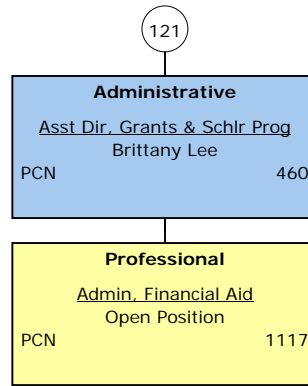 121
Administrative
Asst Dir, Grants & Schlr Prog
Brittany Lee
PCN 460
Professional
Admin, Financial Aid
Open Position
PCN 1117